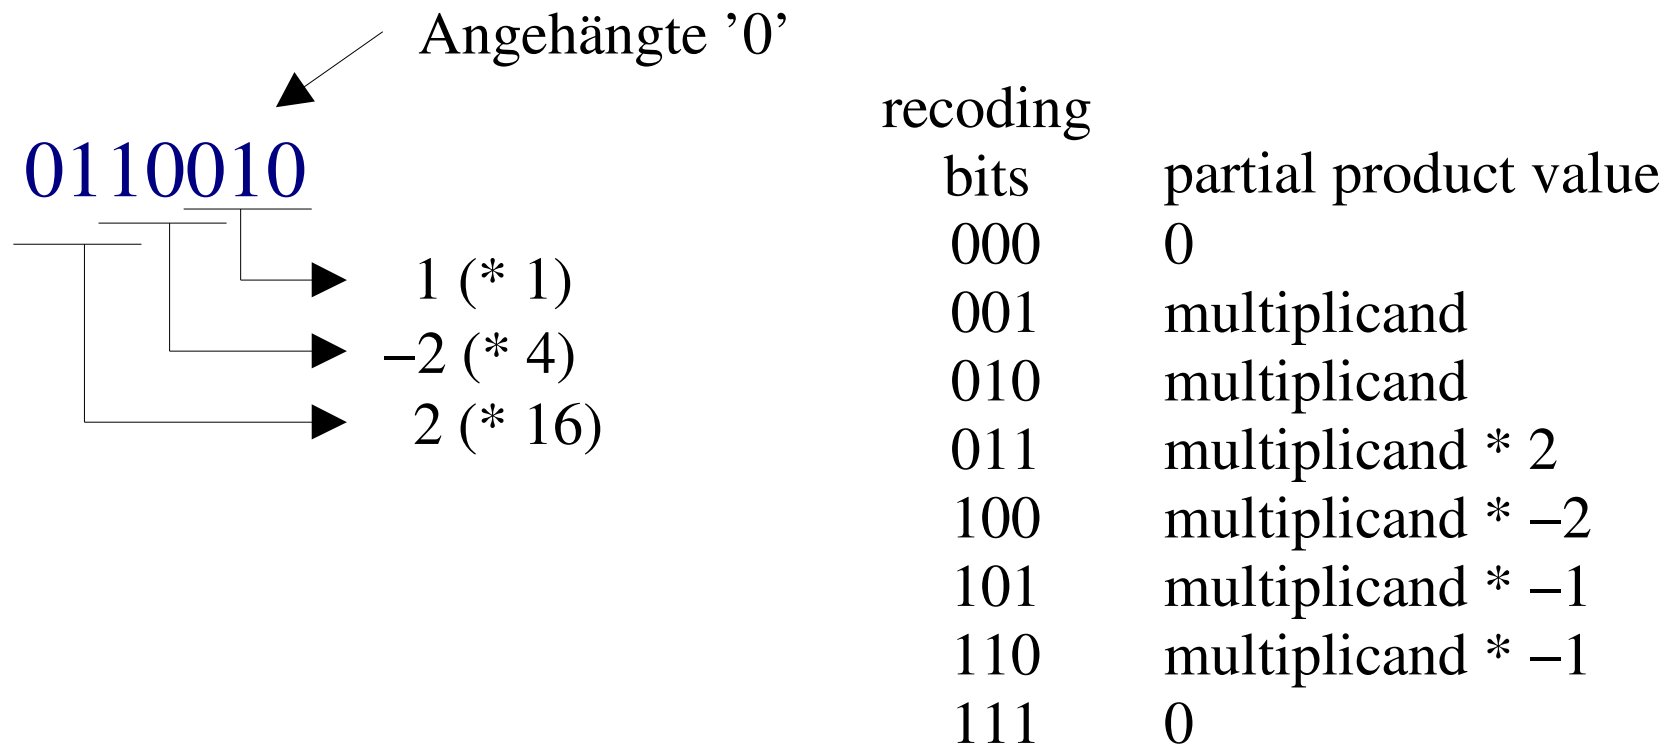 Angehängte ’0’
0110010
1 (* 1)
−2 (* 4)
2 (* 16)
recoding
bits partial product value
000 0
001 multiplicand
010 multiplicand
011 multiplicand * 2
100 multiplicand * −2
101 multiplicand * −1
110 multiplicand * −1
111 0